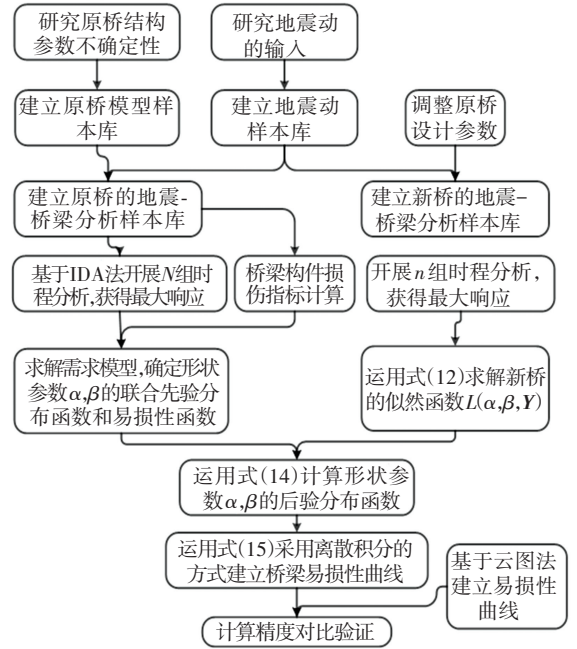 研究原桥结构
参数不确定性
研究地震动
的输入
建立原桥模型样
本库
建立地震动
样本库
调整原桥
设计参数
建立原桥的地震-
桥梁分析样本库
建立新桥的地震-
桥梁分析样本库
基于IDA法开展N组时
程分析,获得最大响应
桥梁构件损
伤指标计算
开展n组时程分析,
获得最大响应
求解需求模型,确定形状
参数α,β的联合先验分
布函数和易损性函数
运用式(12)求解新桥
的似然函数L(α,β,Y)
运用式(14)计算形状参
数α,β的后验分布函数
运用式(15)采用离散积分的
方式建立桥梁易损性曲线
基于云图法
建立易损性
曲线
计算精度对比验证